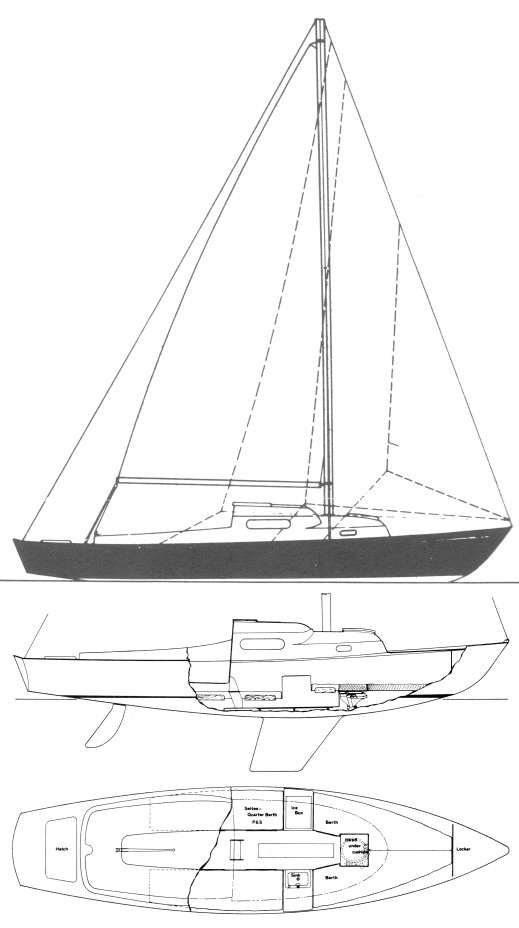 Settee-
Quarter Berth
P&S
Ice
Box
Berth
Head
under
cushion
Hatch
Locker
Sink
Berth